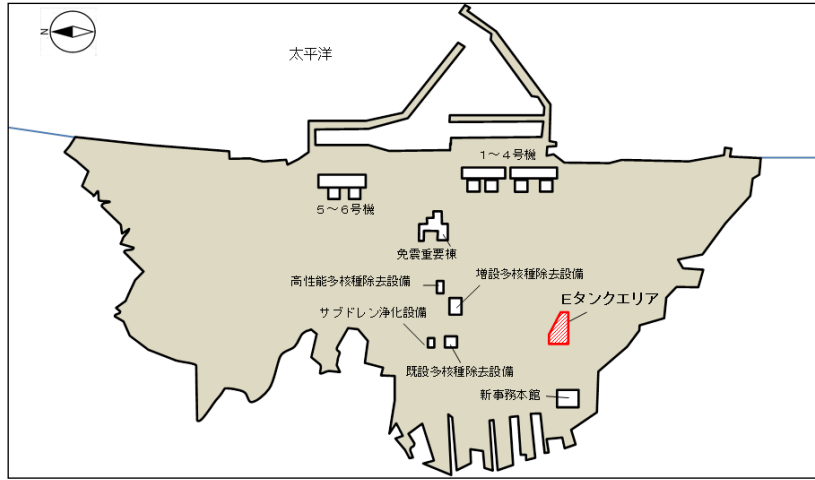 N
太平洋
1～4号機
5～6号機
免震重要棟
高性能多核種除去設備
増設多核種除去設備
Eタンクエリア
サブドレン浄化設備
既設多核種除去設備
新事務本館